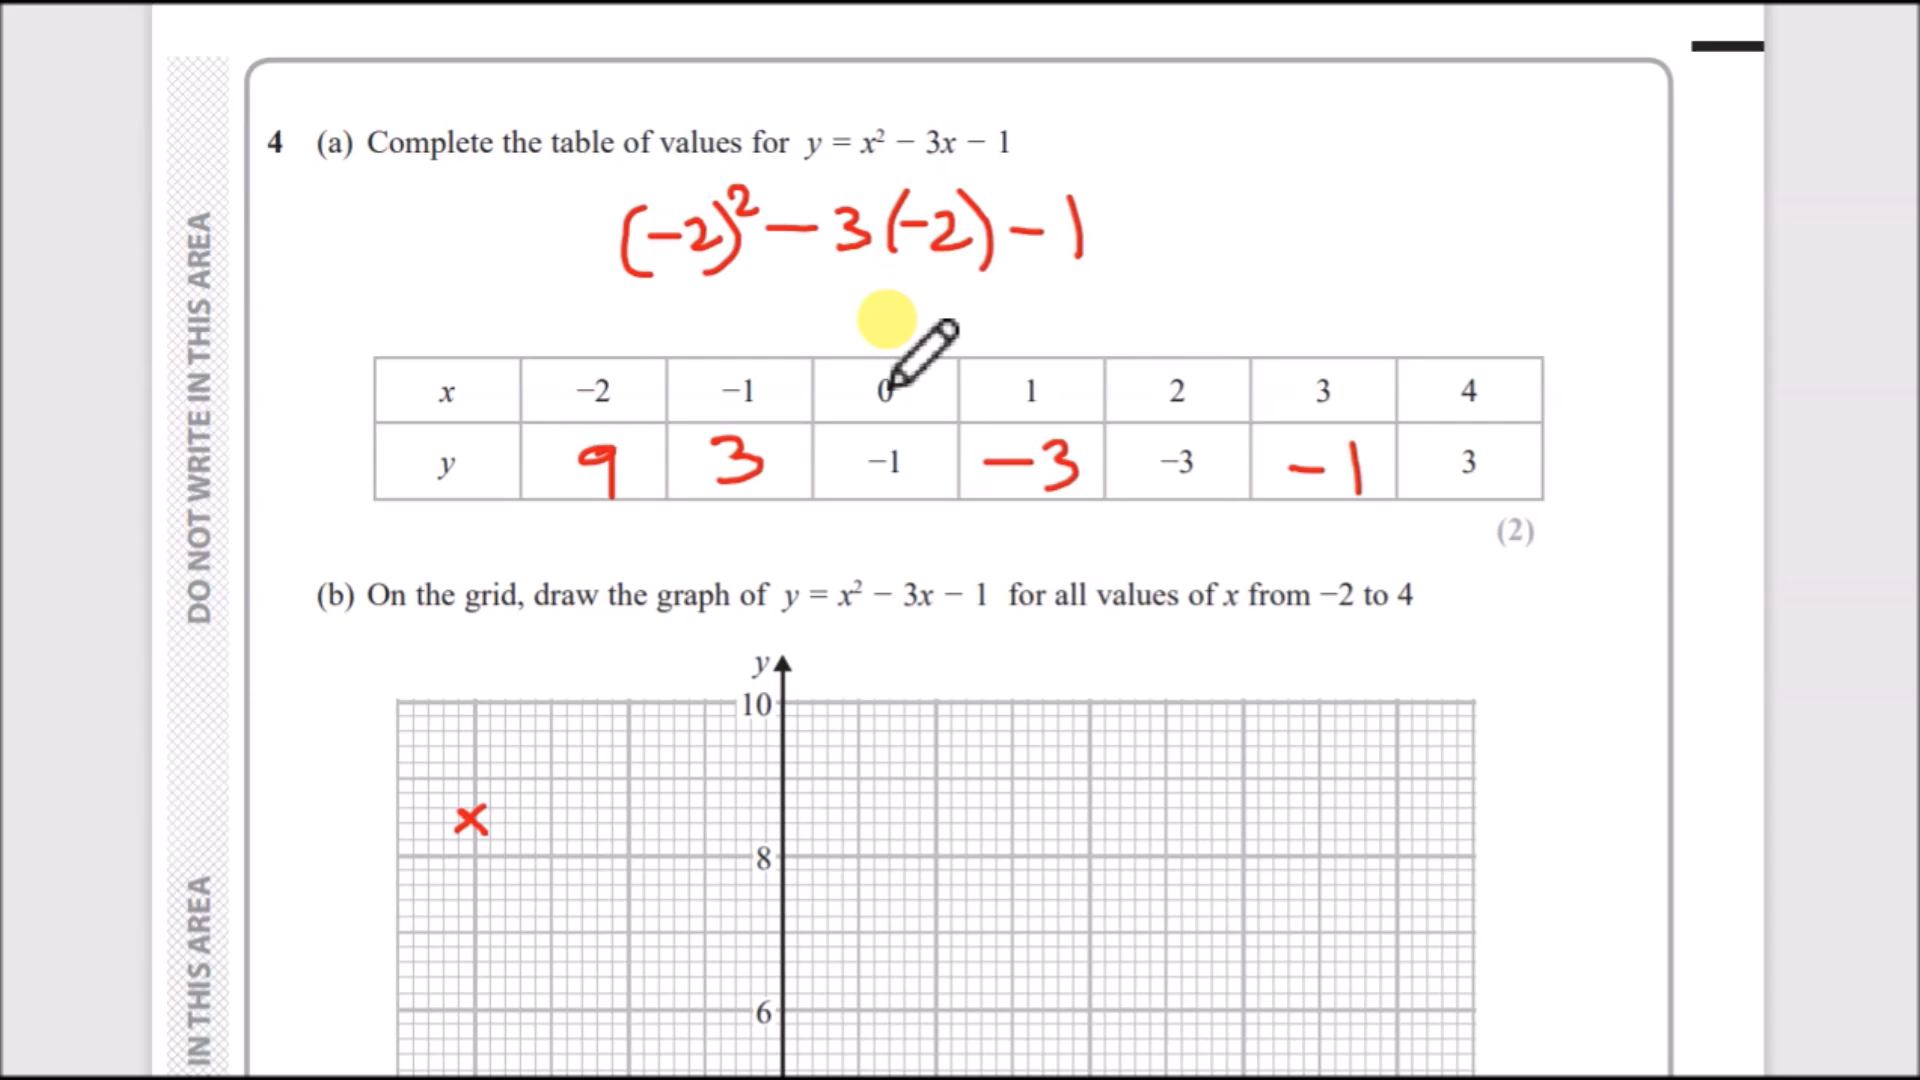 4 (a) Complete the table of values for y = x² − 3x − 1
(−2)² − 3(−2) − 1
x −2 −1 0 1 2 3 4
y 9 3 −1 −3 −3 −1 3
(2)
(b) On the grid, draw the graph of y = x² − 3x − 1 for all values of x from −2 to 4
y
10
×
8
6
DO NOT WRITE IN THIS AREA
IN THIS AREA